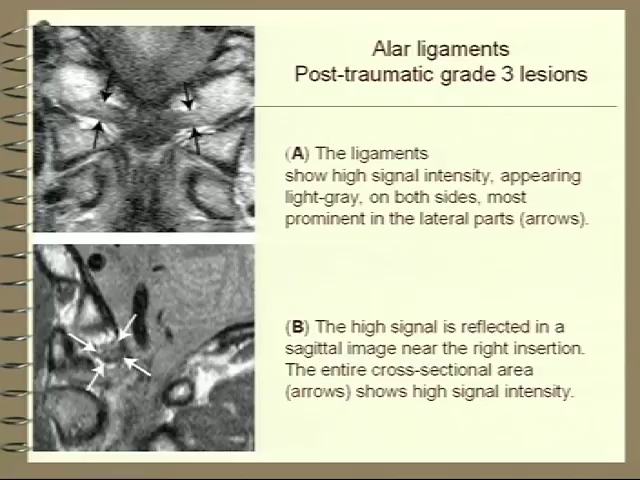 Alar ligaments
Post-traumatic grade 3 lesions
(A) The ligaments
show high signal intensity, appearing
light-gray, on both sides, most
prominent in the lateral parts (arrows).
(B) The high signal is reflected in a
sagittal image near the right insertion.
The entire cross-sectional area
(arrows) shows high signal intensity.